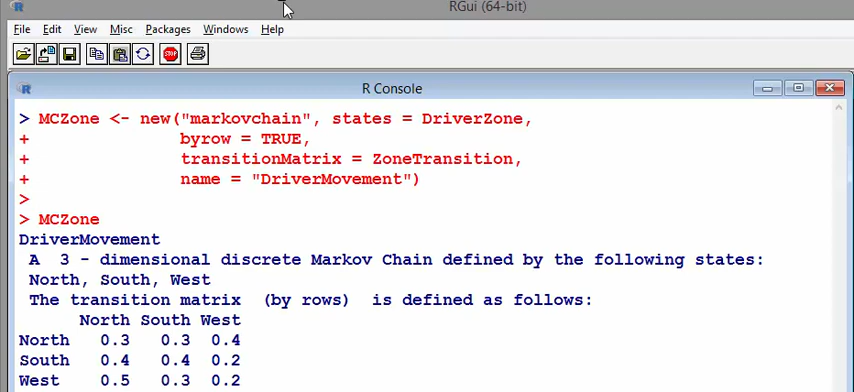 RGui (64-bit)
File Edit View Misc Packages Windows Help
STOP
R Console
> MCZone <- new("markovchain", states = DriverZone,
+ byrow = TRUE,
+ transitionMatrix = ZoneTransition,
+ name = "DriverMovement")
>
> MCZone
DriverMovement
A 3 - dimensional discrete Markov Chain defined by the following states:
North, South, West
The transition matrix (by rows) is defined as follows:
North South West
North 0.3 0.3 0.4
South 0.4 0.4 0.2
West 0.5 0.3 0.2